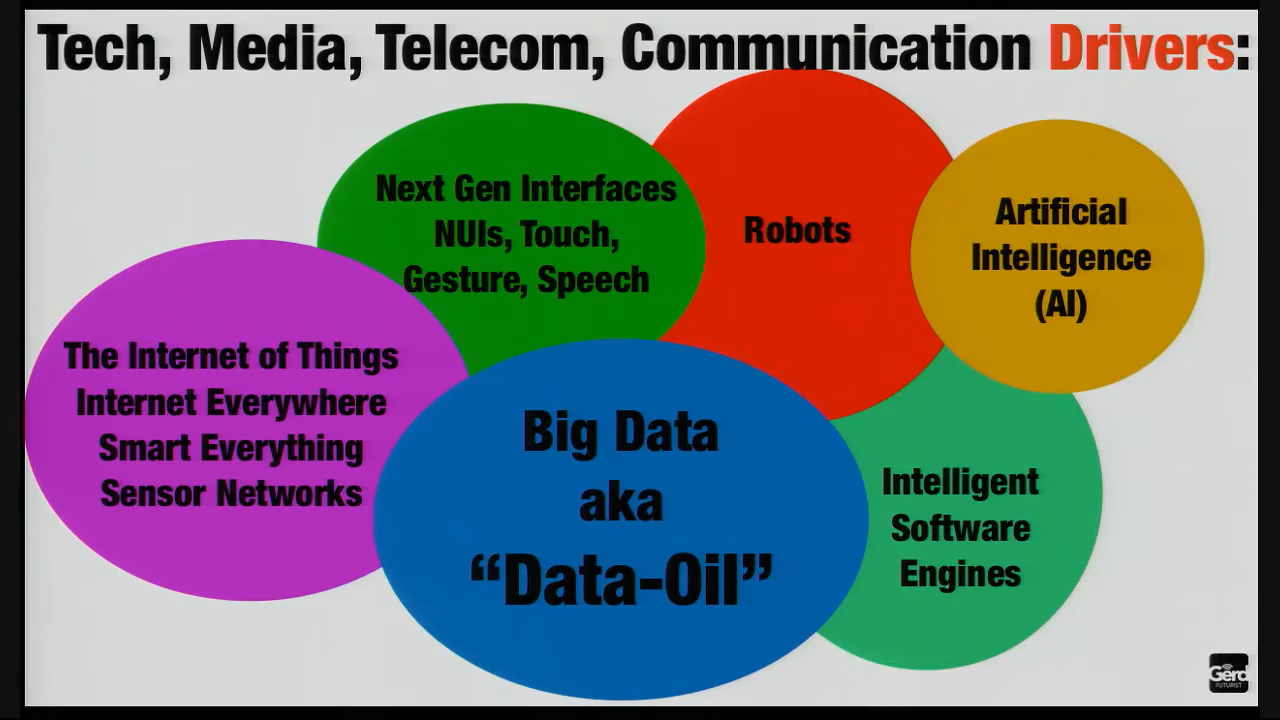 Tech, Media, Telecom, Communication Drivers:
Next Gen Interfaces
NUIs, Touch,
Gesture, Speech
Robots
Artificial
Intelligence
(AI)
The Internet of Things
Internet Everywhere
Smart Everything
Sensor Networks
Big Data
aka
“Data-Oil”
Intelligent
Software
Engines
Gerd
FUTURIST